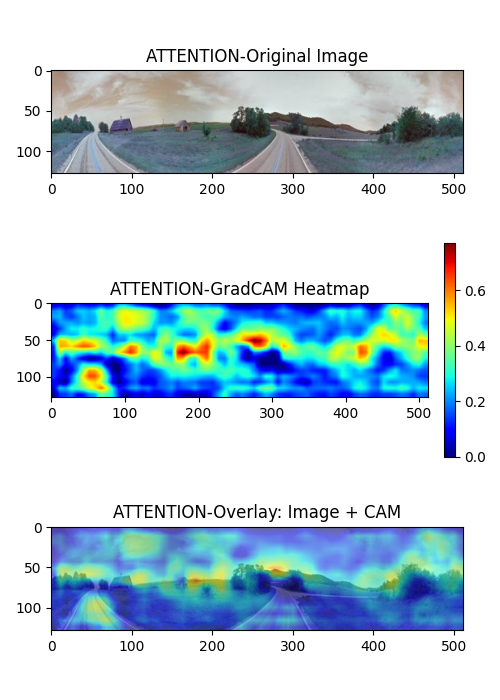 ATTENTION-Original Image
0
50
100
0 100 200 300 400 500
ATTENTION-GradCAM Heatmap
0
50
100
0 100 200 300 400 500
0.6
0.4
0.2
0.0
ATTENTION-Overlay: Image + CAM
0
50
100
0 100 200 300 400 500